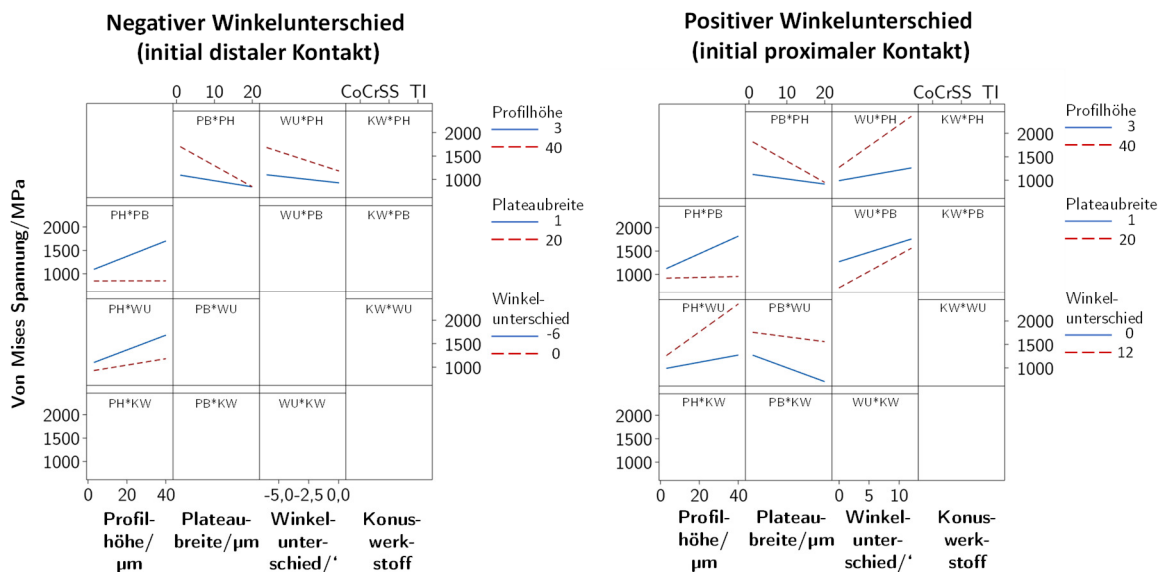 Negativer Winkelunterschied
(initial distaler Kontakt)
0 10 20
CoCrSS TI
PB*PH
WU*PH
KW*PH
2000
1500
1000
Profilhöhe
3
40
PH*PB
WU*PB
KW*PB
2000
1500
1000
Plateaubreite
1
20
PH*WU
PB*WU
KW*WU
2000
1500
1000
Winkel-
unterschied
-6
0
PH*KW
PB*KW
WU*KW
2000
1500
1000
Von Mises Spannung/MPa
0 20 40
-5,0 -2,5 0,0
Profil-
höhe/
µm
Plateau-
breite/µm
Winkel-
unter-
schied/‘
Konus-
werk-
stoff
Positiver Winkelunterschied
(initial proximaler Kontakt)
0 10 20
CoCrSS TI
PB*PH
WU*PH
KW*PH
2000
1500
1000
Profilhöhe
3
40
PH*PB
WU*PB
KW*PB
2000
1500
1000
Plateaubreite
1
20
PH*WU
PB*WU
KW*WU
2000
1500
1000
Winkel-
unterschied
0
12
PH*KW
PB*KW
WU*KW
2000
1500
1000
0 20 40
0 5 10
Profil-
höhe/
µm
Plateau-
breite/µm
Winkel-
unter-
schied/‘
Konus-
werk-
stoff